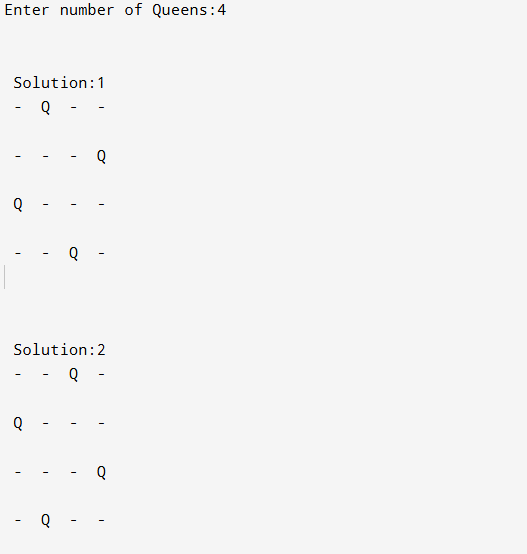 Enter number of Queens:4
Solution:1
- Q - -
- - - Q
Q - - -
- - Q -
Solution:2
- - Q -
Q - - -
- - - Q
- Q - -